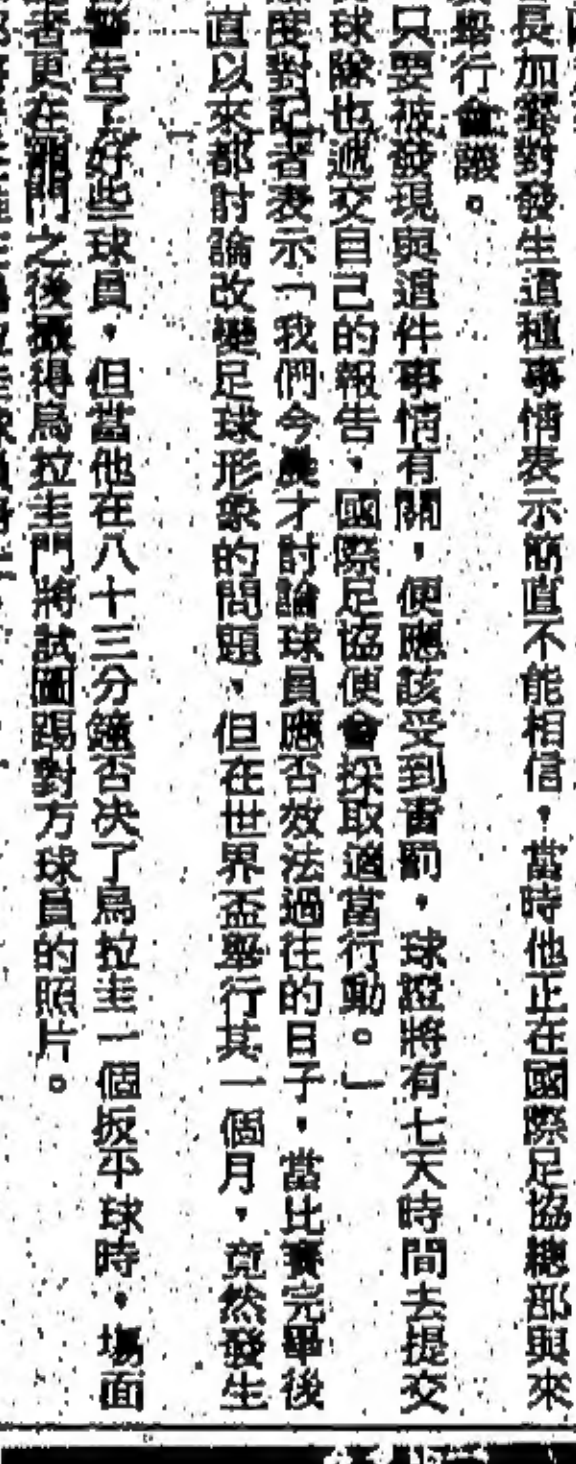 長加蓬對發生這種事情表示簡直不能相信，當時他正在國際足協總部與來
舉行會議。
只要被發現與這件事情有關，便應該受到責罰，球證將有七天時間去提交
球隊也遞交自己的報告，國際足協便會採取適當行動。」
度對記者表示「我們今晨才討論球員應否效法過往的日子，當比賽完畢後
直以來都討論改變足球形象的問題，但在世界盃舉行其一個月，竟然發生
警告了好些球員，但當他在八十三分鐘否決了烏拉圭一個扳平球時，場面
者更在龍門之後攝得烏拉圭門將試圖踢對方球員的照片。